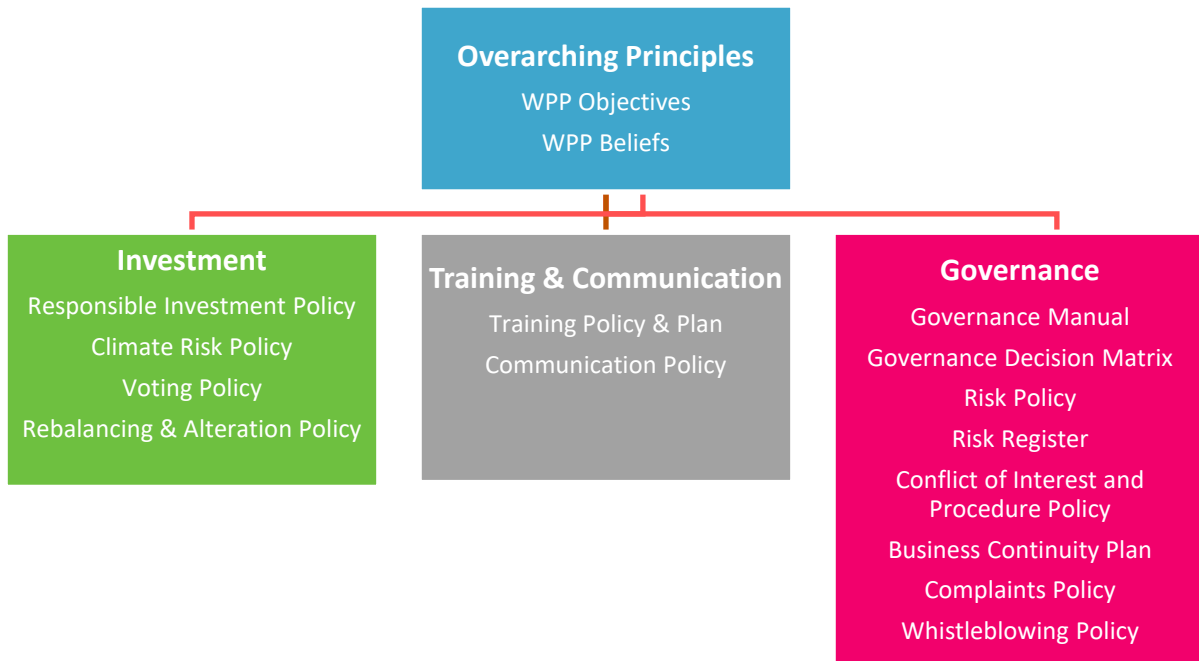 Overarching Principles
WPP Objectives
WPP Beliefs
Investment
Responsible Investment Policy
Climate Risk Policy
Voting Policy
Rebalancing & Alteration Policy
Training & Communication
Training Policy & Plan
Communication Policy
Governance
Governance Manual
Governance Decision Matrix
Risk Policy
Risk Register
Conflict of Interest and
Procedure Policy
Business Continuity Plan
Complaints Policy
Whistleblowing Policy